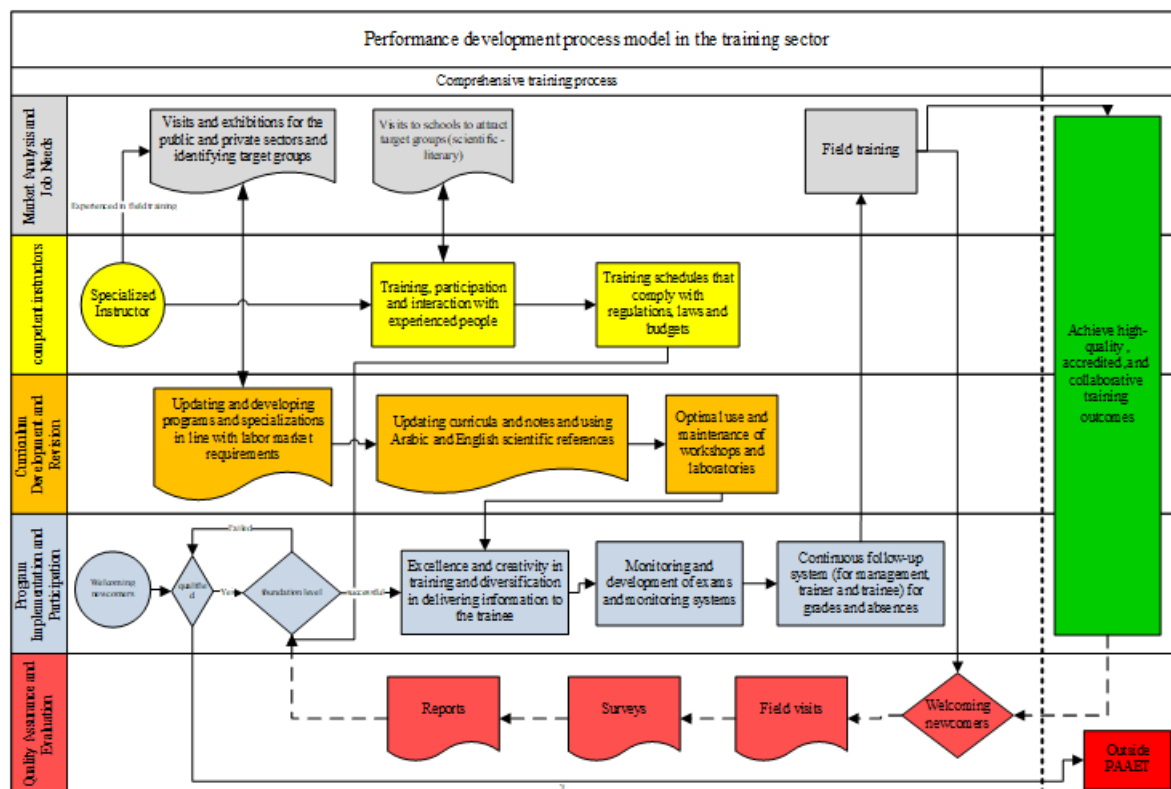 Performance development process model in the training sector
Comprehensive training process
Market Analysis and
Job Needs
Visits and exhibitions for the
public and private sectors and
identifying target groups
Visits to schools to attract
target groups (scientific -
literary)
Field training
Experienced in field training
competent instructors
Specialized
Instructor
Training, participation
and interaction with
experienced people
Training schedules that
comply with
regulations, laws and
budgets
Achieve high-
quality ,
accredited, and
collaborative
training
outcomes
Curriculum
Development and
Revision
Updating and developing
programs and specializations
in line with labor market
requirements
Updating curricula and notes and using
Arabic and English scientific references
Optimal use and
maintenance of
workshops and
laboratories
Program
Implementation and
Participation
Welcoming
newcomers
qualifie
d
Yes
Failed
foundation level
successful
Excellence and creativity in
training and diversification
in delivering information to
the trainee
Monitoring and
development of exams
and monitoring systems
Continuous follow-up
system (for management,
trainer and trainee) for
grades and absences
Quality Assurance and
Evaluation
Reports
Surveys
Field visits
Welcoming
newcomers
Outside
PAAET